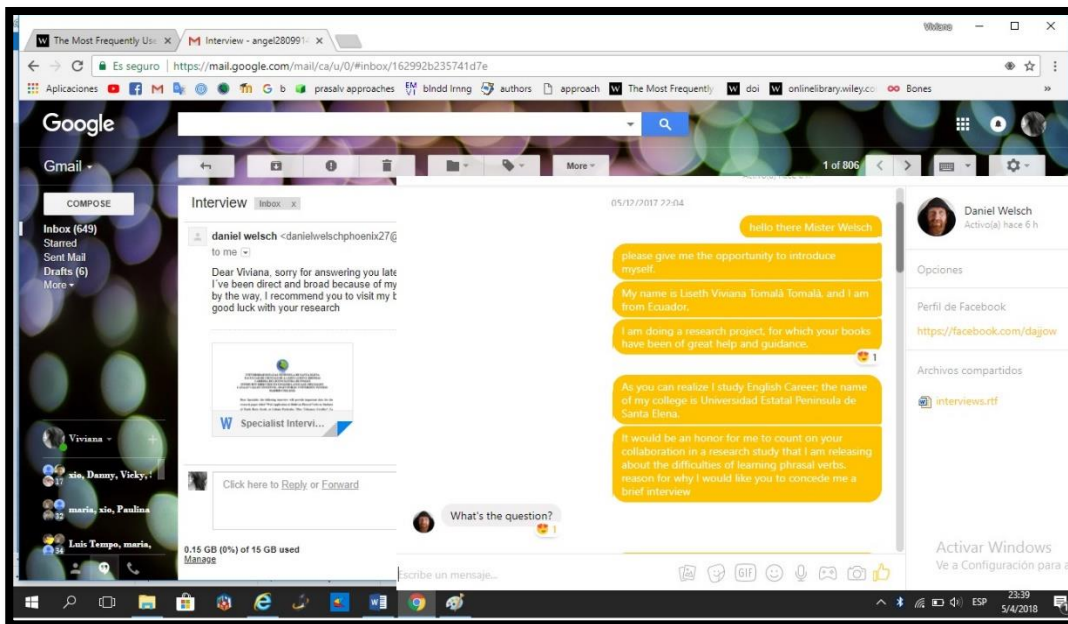 Viviana
The Most Frequently Us
Interview - angel2809914
Es seguro
https://mail.google.com/mail/ca/u/0/#inbox/162992b235741d7e
Aplicaciones
G b prasalv approaches
bIndd Irnng
authors
approach
The Most Frequently
doi
onlinelibrary.wiley.co
Bones
»
Google
Gmail
More
1 of 806
COMPOSE
Inbox (649)
Starred
Sent Mail
Drafts (6)
More
Interview Inbox x
daniel welsch <danielwelschphoenix27@
to me
Dear Viviana, sorry for answering you late
I´ve been direct and broad because of my
by the way, I recommend you to visit my b
good luck with your research
W Specialist Intervi...
Click here to Reply or Forward
0.15 GB (0%) of 15 GB used
Manage
Viviana
xio, Danny, Vicky,
17
maria, xio, Paulina
32
Luis Tempo, maria,
34
05/12/2017 22:04
hello there Mister Welsch
please give me the opportunity to introduce
myself.
My name is Liseth Viviana Tomalá Tomalá, and I am
from Ecuador.
I am doing a research project, for which your books
have been of great help and guidance.
1
As you can realize I study English Career; the name
of my college is Universidad Estatal Peninsula de
Santa Elena.
It would be an honor for me to count on your
collaboration in a research study that I am releasing
about the difficulties of learning phrasal verbs.
reason for why I would like you to concede me a
brief interview
What's the question?
1
Escribe un mensaje...
GIF
Daniel Welsch
Activo(a) hace 6 h
Opciones
Perfil de Facebook
https://facebook.com/dajjow
Archivos compartidos
interviews.rtf
Activar Windows
Ve a Configuración para a
ESP
23:39
5/4/2018